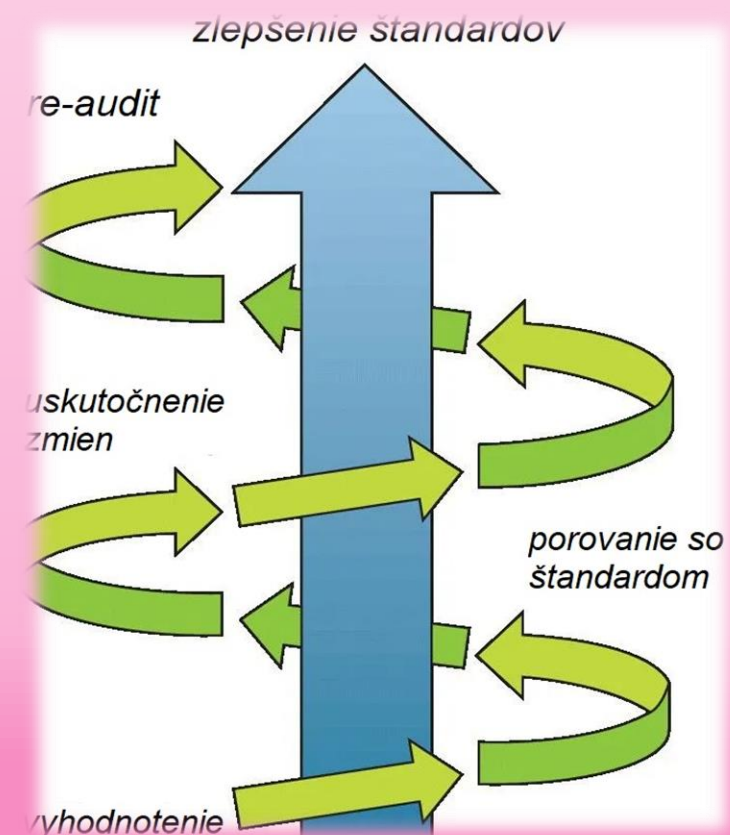 zlepšenie štandardov
re-audit
uskutočnenie
zmien
porovanie so
štandardom
vyhodnotenie